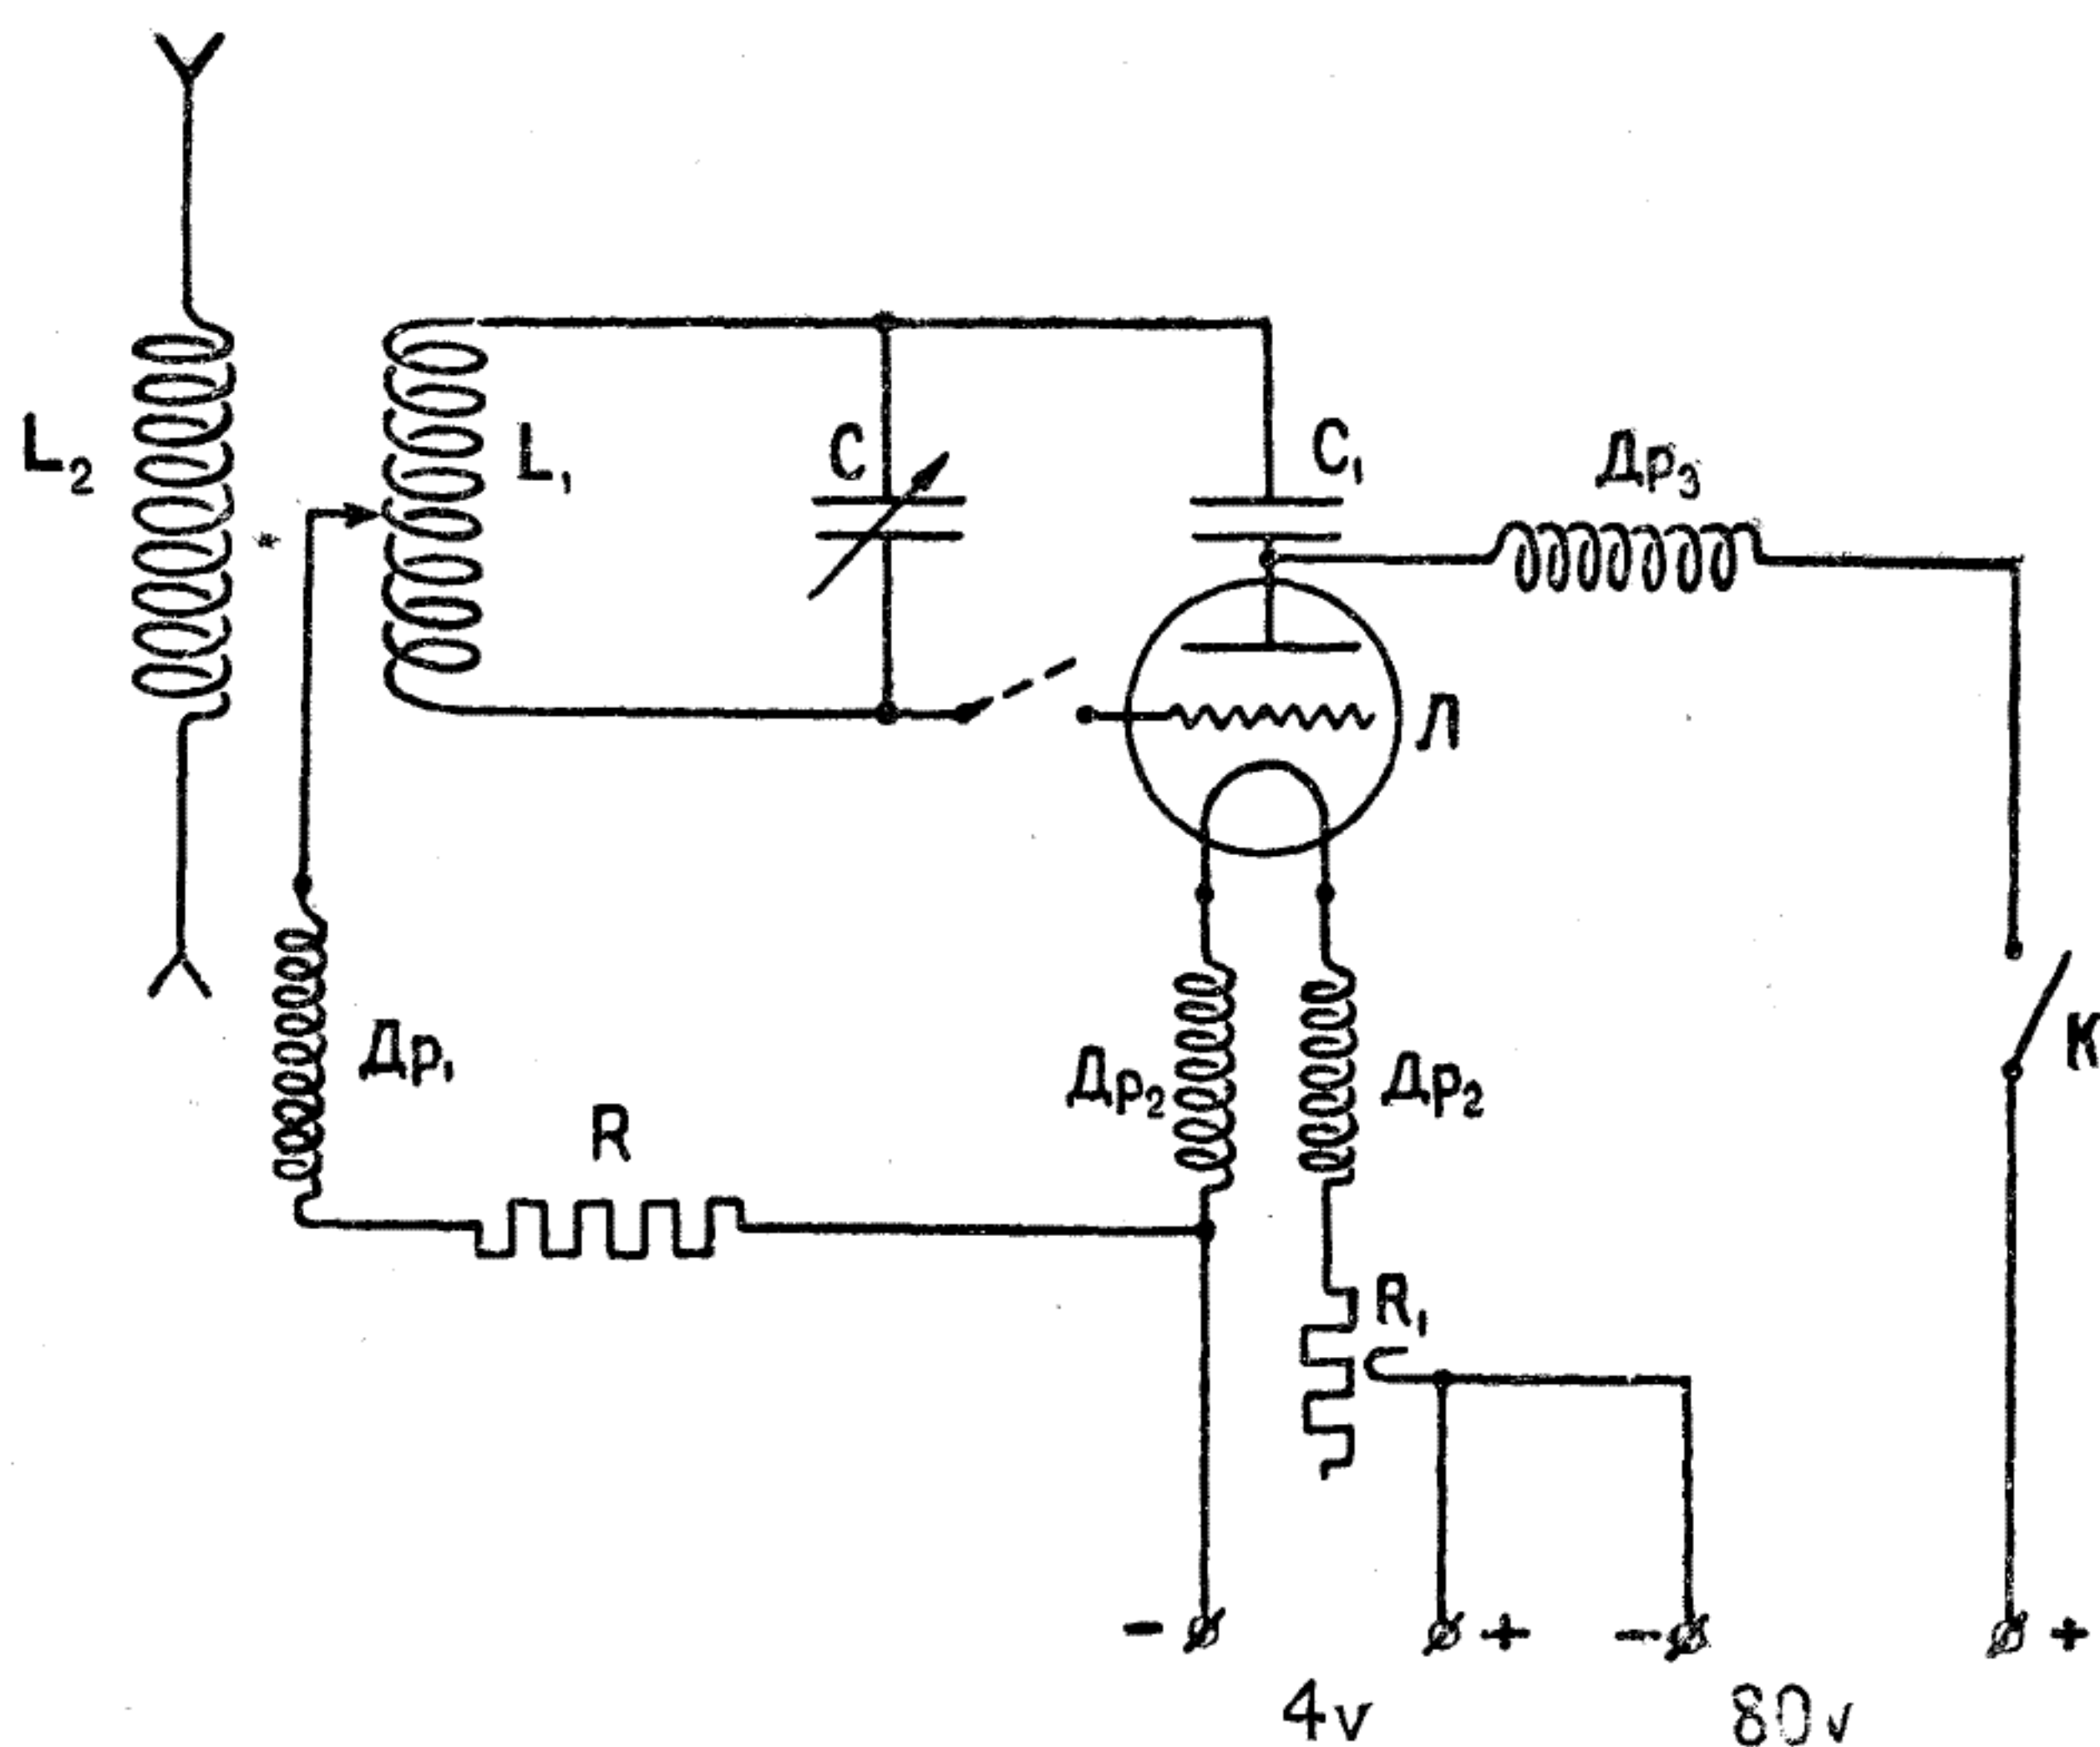 L₂
L₁
C
C₁
Др₃
Л
Др₁
R
Др₂
Др₂
К
R₁
- + - +
4v
80v